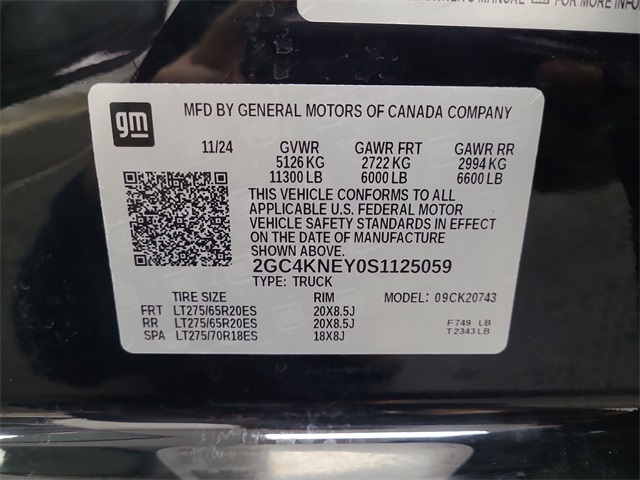 MANUAL FOR MORE INFO
gm
MFD BY GENERAL MOTORS OF CANADA COMPANY
11/24 GVWR GAWR FRT GAWR RR
5126 KG 2722 KG 2994 KG
11300 LB 6000 LB 6600 LB
THIS VEHICLE CONFORMS TO ALL
APPLICABLE U.S. FEDERAL MOTOR
VEHICLE SAFETY STANDARDS IN EFFECT
ON THE DATE OF MANUFACTURE
SHOWN ABOVE.
2GC4KNEY0S1125059
TYPE: TRUCK
TIRE SIZE RIM MODEL: 09CK20743
FRT LT275/65R20ES 20X8.5J
RR LT275/65R20ES 20X8.5J F749 LB
SPA LT275/70R18ES 18X8J T2343 LB